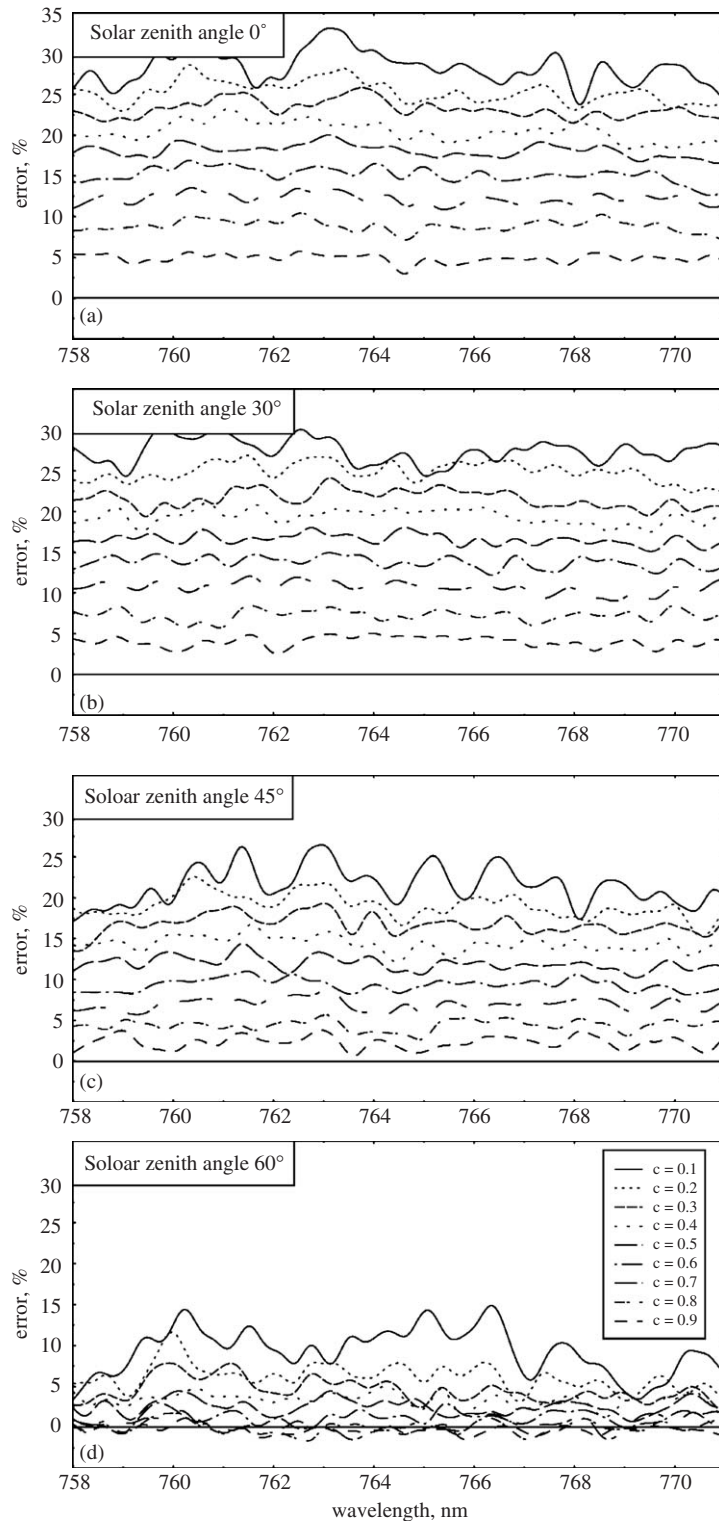 Solar zenith angle 0°
35
30
25
20
15
10
5
0
error, %
(a)
758 760 762 764 766 768 770
Solar zenith angle 30°
30
25
20
15
10
5
0
error, %
(b)
758 760 762 764 766 768 770
Soloar zenith angle 45°
30
25
20
15
10
5
0
error, %
(c)
758 760 762 764 766 768 770
Soloar zenith angle 60°
30
25
20
15
10
5
0
error, %
c = 0.1
c = 0.2
c = 0.3
c = 0.4
c = 0.5
c = 0.6
c = 0.7
c = 0.8
c = 0.9
(d)
758 760 762 764 766 768 770
wavelength, nm